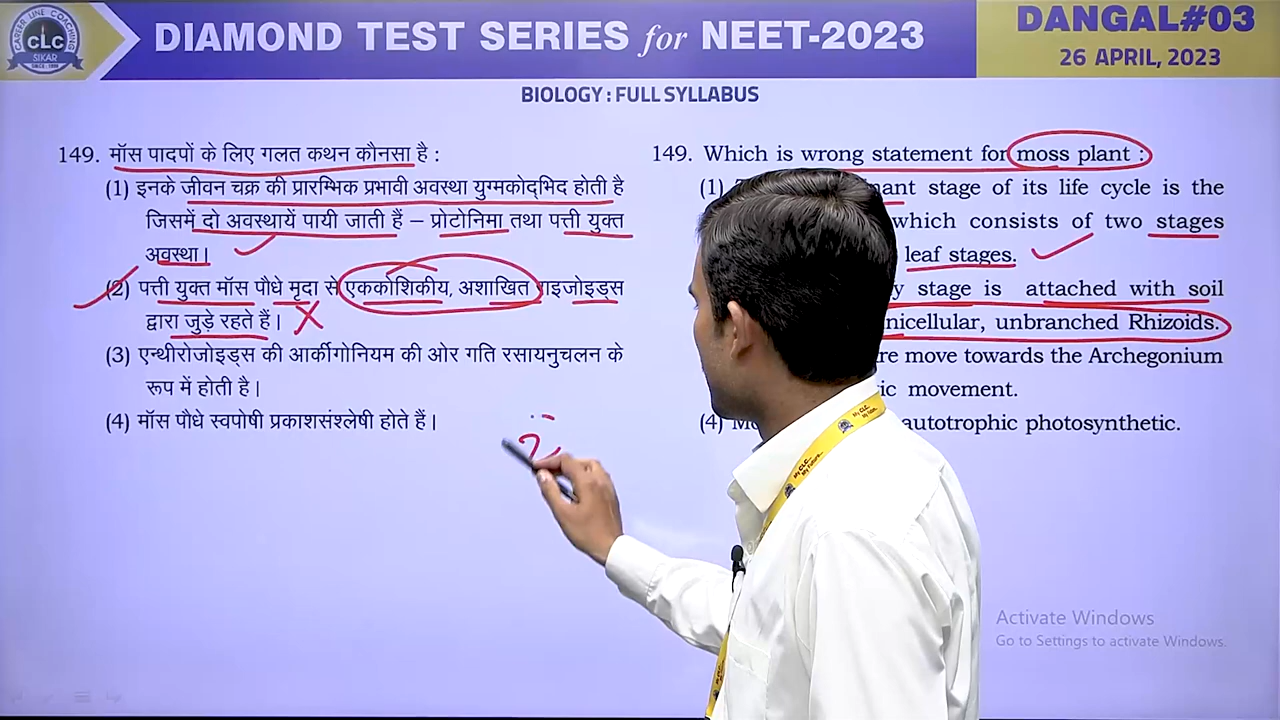 CAREER LINE COACHING
CLC
SIKAR
DIAMOND TEST SERIES for NEET-2023
DANGAL#03
26 APRIL, 2023
BIOLOGY : FULL SYLLABUS
149. मॉस पादपों के लिए गलत कथन कौनसा है :
(1) इनके जीवन चक्र की प्रारम्भिक प्रभावी अवस्था युग्मकोद्भिद होती है
जिसमें दो अवस्थायें पायी जाती हैं – प्रोटोनिमा तथा पत्ती युक्त
अवस्था।
(2) पत्ती युक्त मॉस पौधे मृदा से एककोशिकीय, अशाखित राइजोइड्स
द्वारा जुड़े रहते हैं।
(3) एन्थीरोजोइड्स की आर्कीगोनियम की ओर गति रसायनुचलन के
रूप में होती है।
(4) मॉस पौधे स्वपोषी प्रकाशसंश्लेषी होते हैं।
149. Which is wrong statement for moss plant :
(1) stage of its life cycle is the
which consists of two stages
leaf stages.
stage is attached with soil
unbranched Rhizoids.
move towards the Archegonium
movement.
(4) autotrophic photosynthetic.
Activate Windows
Go to Settings to activate Windows.